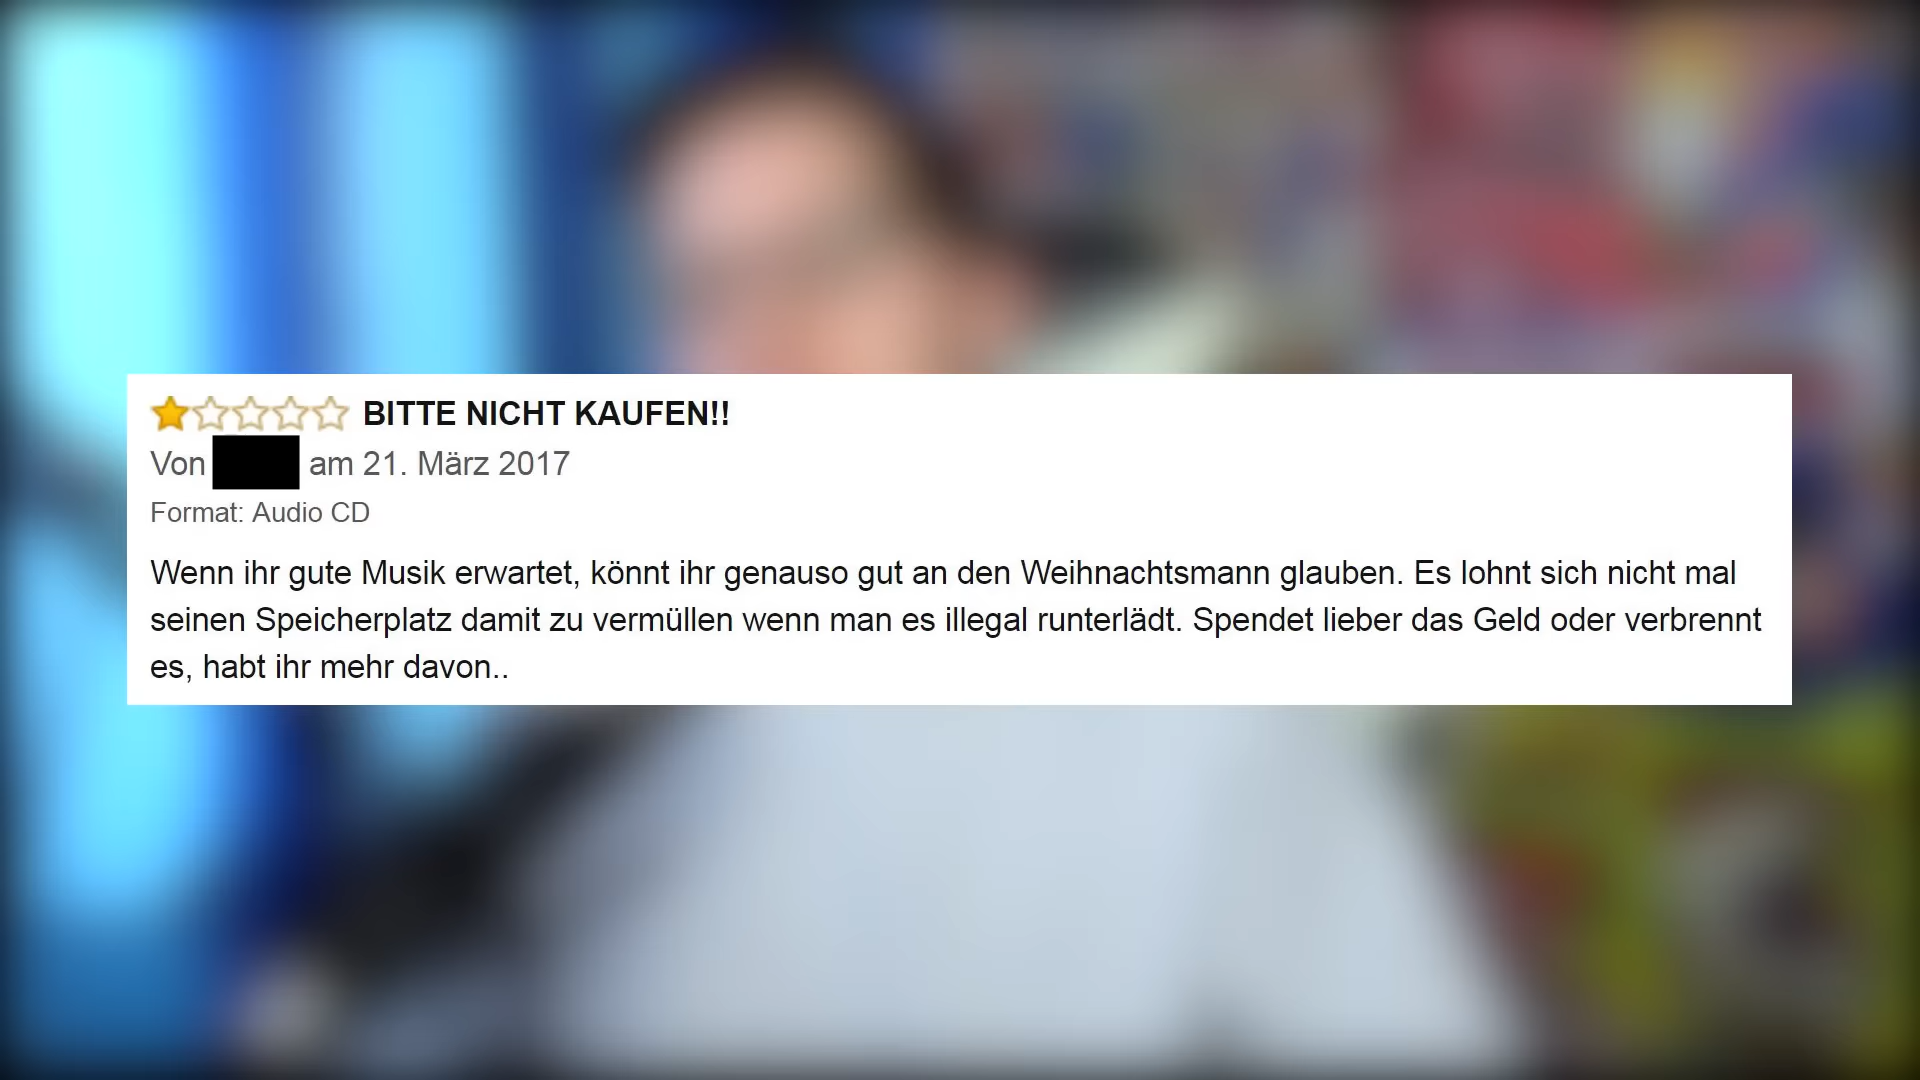 BITTE NICHT KAUFEN!!
Von am 21. März 2017
Format: Audio CD
Wenn ihr gute Musik erwartet, könnt ihr genauso gut an den Weihnachtsmann glauben. Es lohnt sich nicht mal
seinen Speicherplatz damit zu vermüllen wenn man es illegal runterlädt. Spendet lieber das Geld oder verbrennt
es, habt ihr mehr davon..